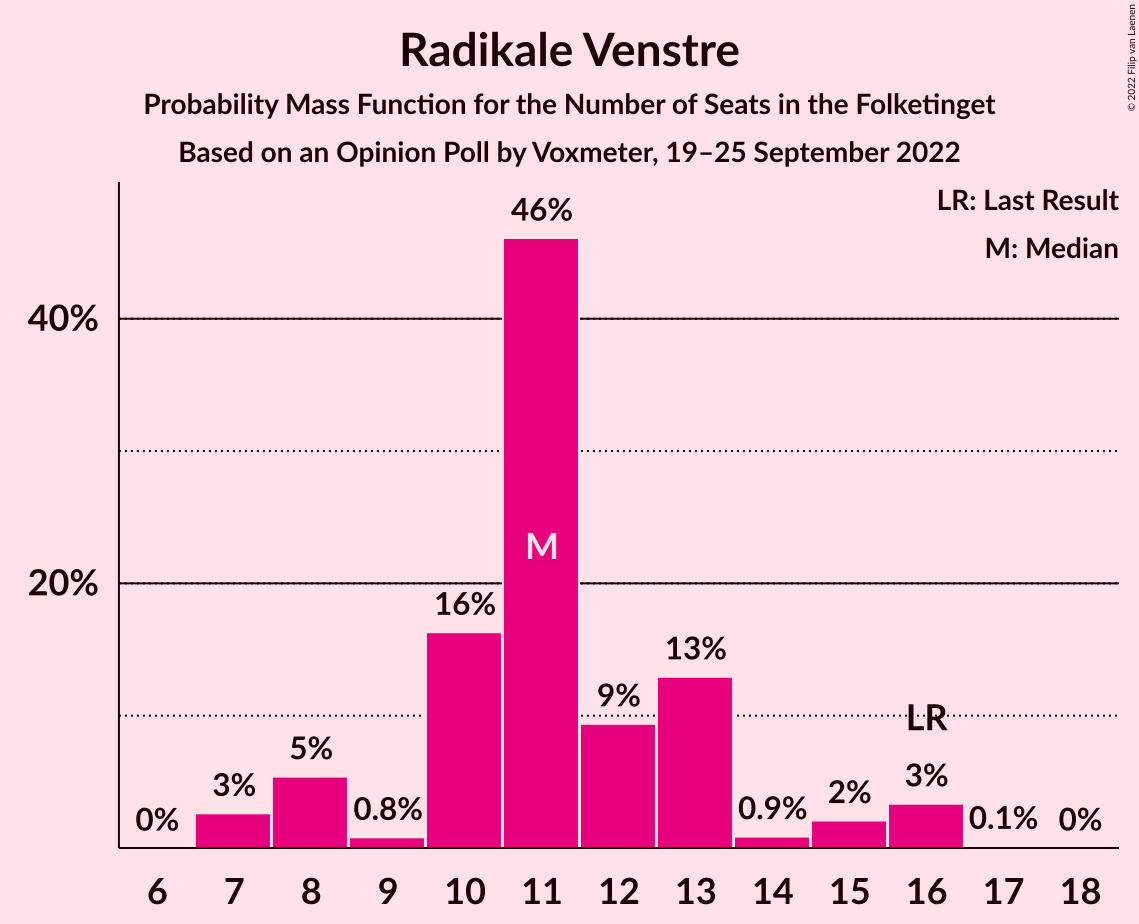 Radikale Venstre
Probability Mass Function for the Number of Seats in the Folketinget
Based on an Opinion Poll by Voxmeter, 19–25 September 2022
© 2022 Filip van Laenen
LR: Last Result
M: Median
40%
20%
0%
3%
5%
0.8%
16%
46%
M
9%
13%
0.9%
2%
LR
3%
0.1%
0%
6 7 8 9 10 11 12 13 14 15 16 17 18